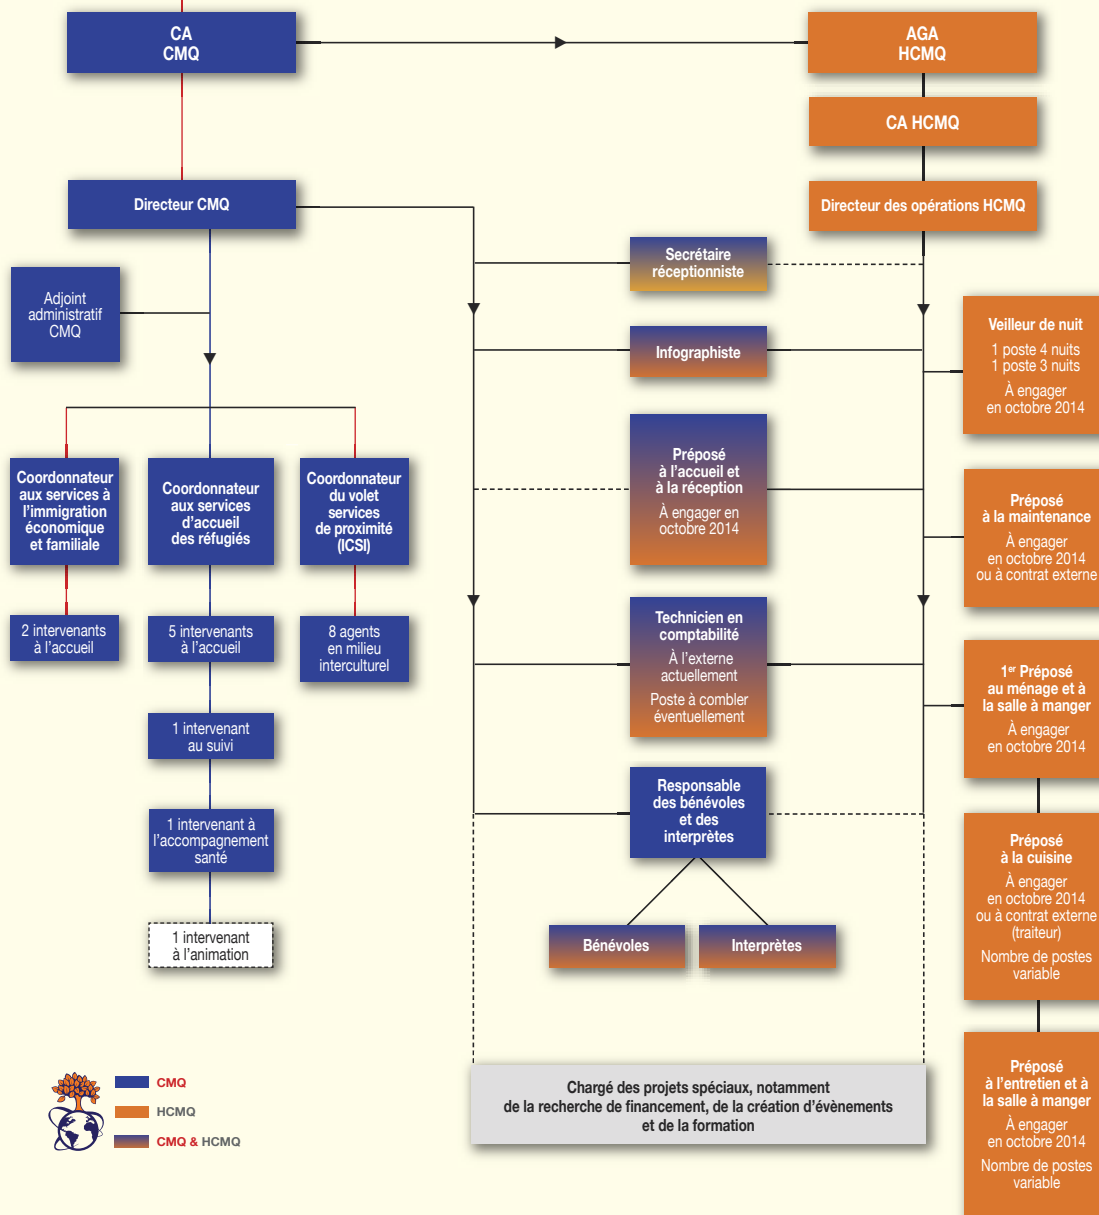 CA
CMQ
AGA
HCMQ
CA HCMQ
Directeur CMQ
Directeur des opérations HCMQ
Secrétaire
réceptionniste
Adjoint
administratif
CMQ
Infographiste
Veilleur de nuit
1 poste 4 nuits
1 poste 3 nuits
À engager
en octobre 2014
Coordonnateur
aux services à
l'immigration
économique
et familiale
Coordonnateur
aux services
d'accueil
des réfugiés
Coordonnateur
du volet
services
de proximité
(ICSI)
Préposé
à l'accueil et
à la réception
À engager en
octobre 2014
Préposé
à la maintenance
À engager
en octobre 2014
ou à contrat externe
2 intervenants
à l'accueil
5 intervenants
à l'accueil
8 agents
en milieu
interculturel
Technicien en
comptabilité
À l'externe
actuellement
Poste à combler
éventuellement
1er Préposé
au ménage et à
la salle à manger
À engager
en octobre 2014
1 intervenant
au suivi
Responsable
des bénévoles
et des
interprètes
1 intervenant à
l'accompagnement
santé
Préposé
à la cuisine
À engager
en octobre 2014
ou à contrat externe
(traiteur)
Nombre de postes
variable
1 intervenant
à l'animation
Bénévoles
Interprètes
Préposé
à l'entretien et à
la salle à manger
À engager
en octobre 2014
Nombre de postes
variable
Chargé des projets spéciaux, notamment
de la recherche de financement, de la création d'évènements
et de la formation
CMQ
HCMQ
CMQ & HCMQ